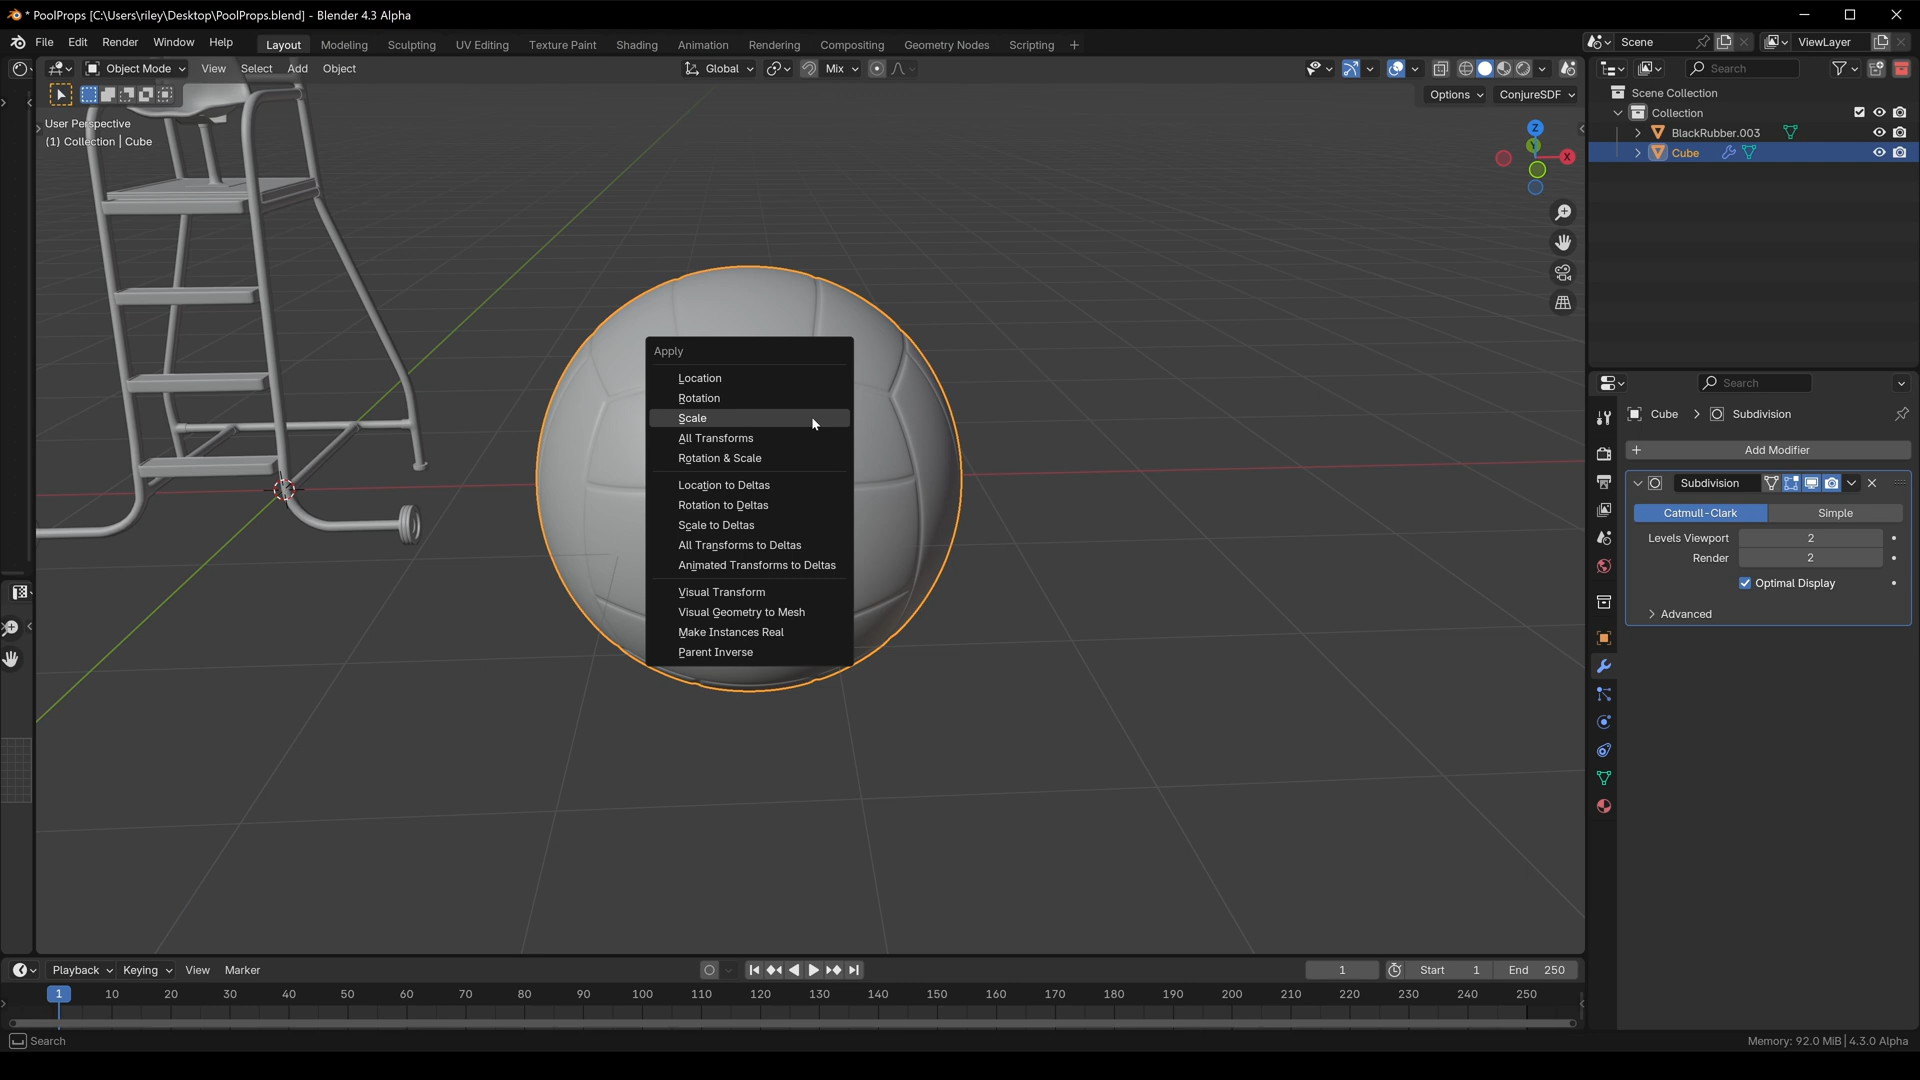 * PoolProps [C:\Users\riley\Desktop\PoolProps.blend] - Blender 4.3 Alpha
File Edit Render Window Help Layout Modeling Sculpting UV Editing Texture Paint Shading Animation Rendering Compositing Geometry Nodes Scripting + Scene ViewLayer
Object Mode View Select Add Object Global Mix Search
Options ConjureSDF
Scene Collection
Collection
BlackRubber.003
Cube
User Perspective
(1) Collection | Cube
Z
Y
X
Apply
Location
Rotation
Scale
All Transforms
Rotation & Scale
Location to Deltas
Rotation to Deltas
Scale to Deltas
All Transforms to Deltas
Animated Transforms to Deltas
Visual Transform
Visual Geometry to Mesh
Make Instances Real
Parent Inverse
Search
Cube > Subdivision
+ Add Modifier
Subdivision
Catmull-Clark Simple
Levels Viewport 2
Render 2
Optimal Display
Advanced
Playback Keying View Marker 1 Start 1 End 250
1 10 20 30 40 50 60 70 80 90 100 110 120 130 140 150 160 170 180 190 200 210 220 230 240 250
Search Memory: 92.0 MiB | 4.3.0 Alpha